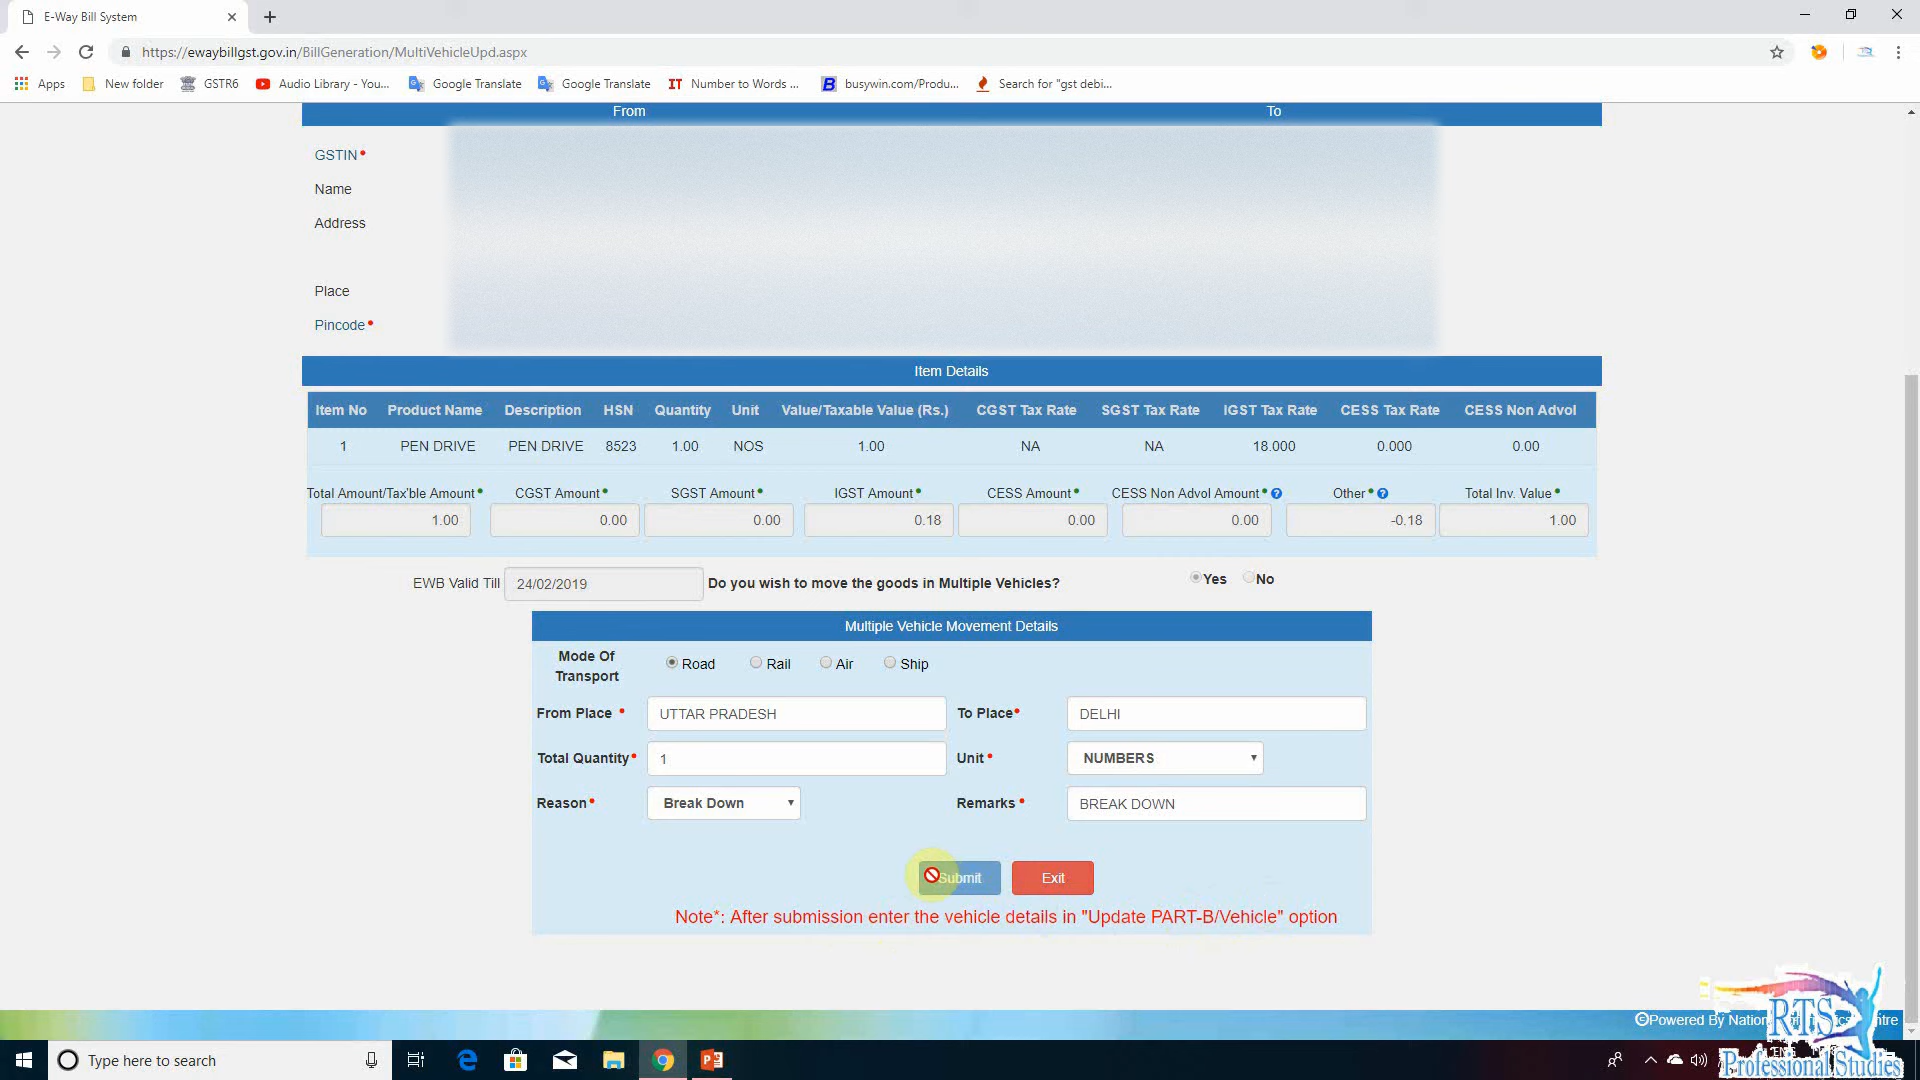 E-Way Bill System
https://ewaybillgst.gov.in/BillGeneration/MultiVehicleUpd.aspx
Apps New folder GSTR6 Audio Library - You... Google Translate Google Translate IT Number to Words ... B busywin.com/Produ... Search for "gst debi...
From To
GSTIN
Name
Address
Place
Pincode
Item Details
Item No Product Name Description HSN Quantity Unit Value/Taxable Value (Rs.) CGST Tax Rate SGST Tax Rate IGST Tax Rate CESS Tax Rate CESS Non Advol
1 PEN DRIVE PEN DRIVE 8523 1.00 NOS 1.00 NA NA 18.000 0.000 0.00
Total Amount/Tax'ble Amount CGST Amount SGST Amount IGST Amount CESS Amount CESS Non Advol Amount Other Total Inv. Value
1.00 0.00 0.00 0.18 0.00 0.00 -0.18 1.00
EWB Valid Till 24/02/2019 Do you wish to move the goods in Multiple Vehicles? Yes No
Multiple Vehicle Movement Details
Mode Of Transport Road Rail Air Ship
From Place UTTAR PRADESH To Place DELHI
Total Quantity 1 Unit NUMBERS
Reason Break Down Remarks BREAK DOWN
Submit Exit
Note*: After submission enter the vehicle details in "Update PART-B/Vehicle" option
Powered By
RTS
Professional Studies
Type here to search